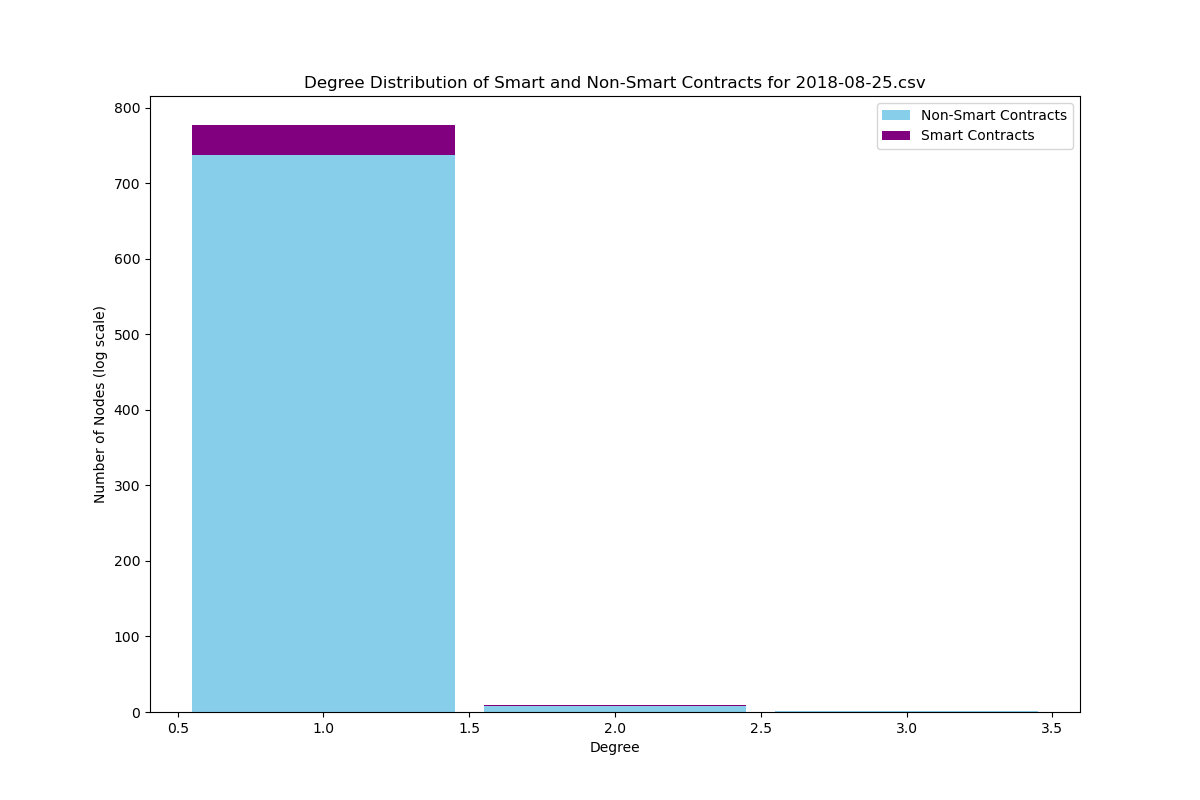 Degree Distribution of Smart and Non-Smart Contracts for 2018-08-25.csv
Non-Smart Contracts
Smart Contracts
800
700
600
500
400
300
200
100
0
Number of Nodes (log scale)
0.5 1.0 1.5 2.0 2.5 3.0 3.5
Degree